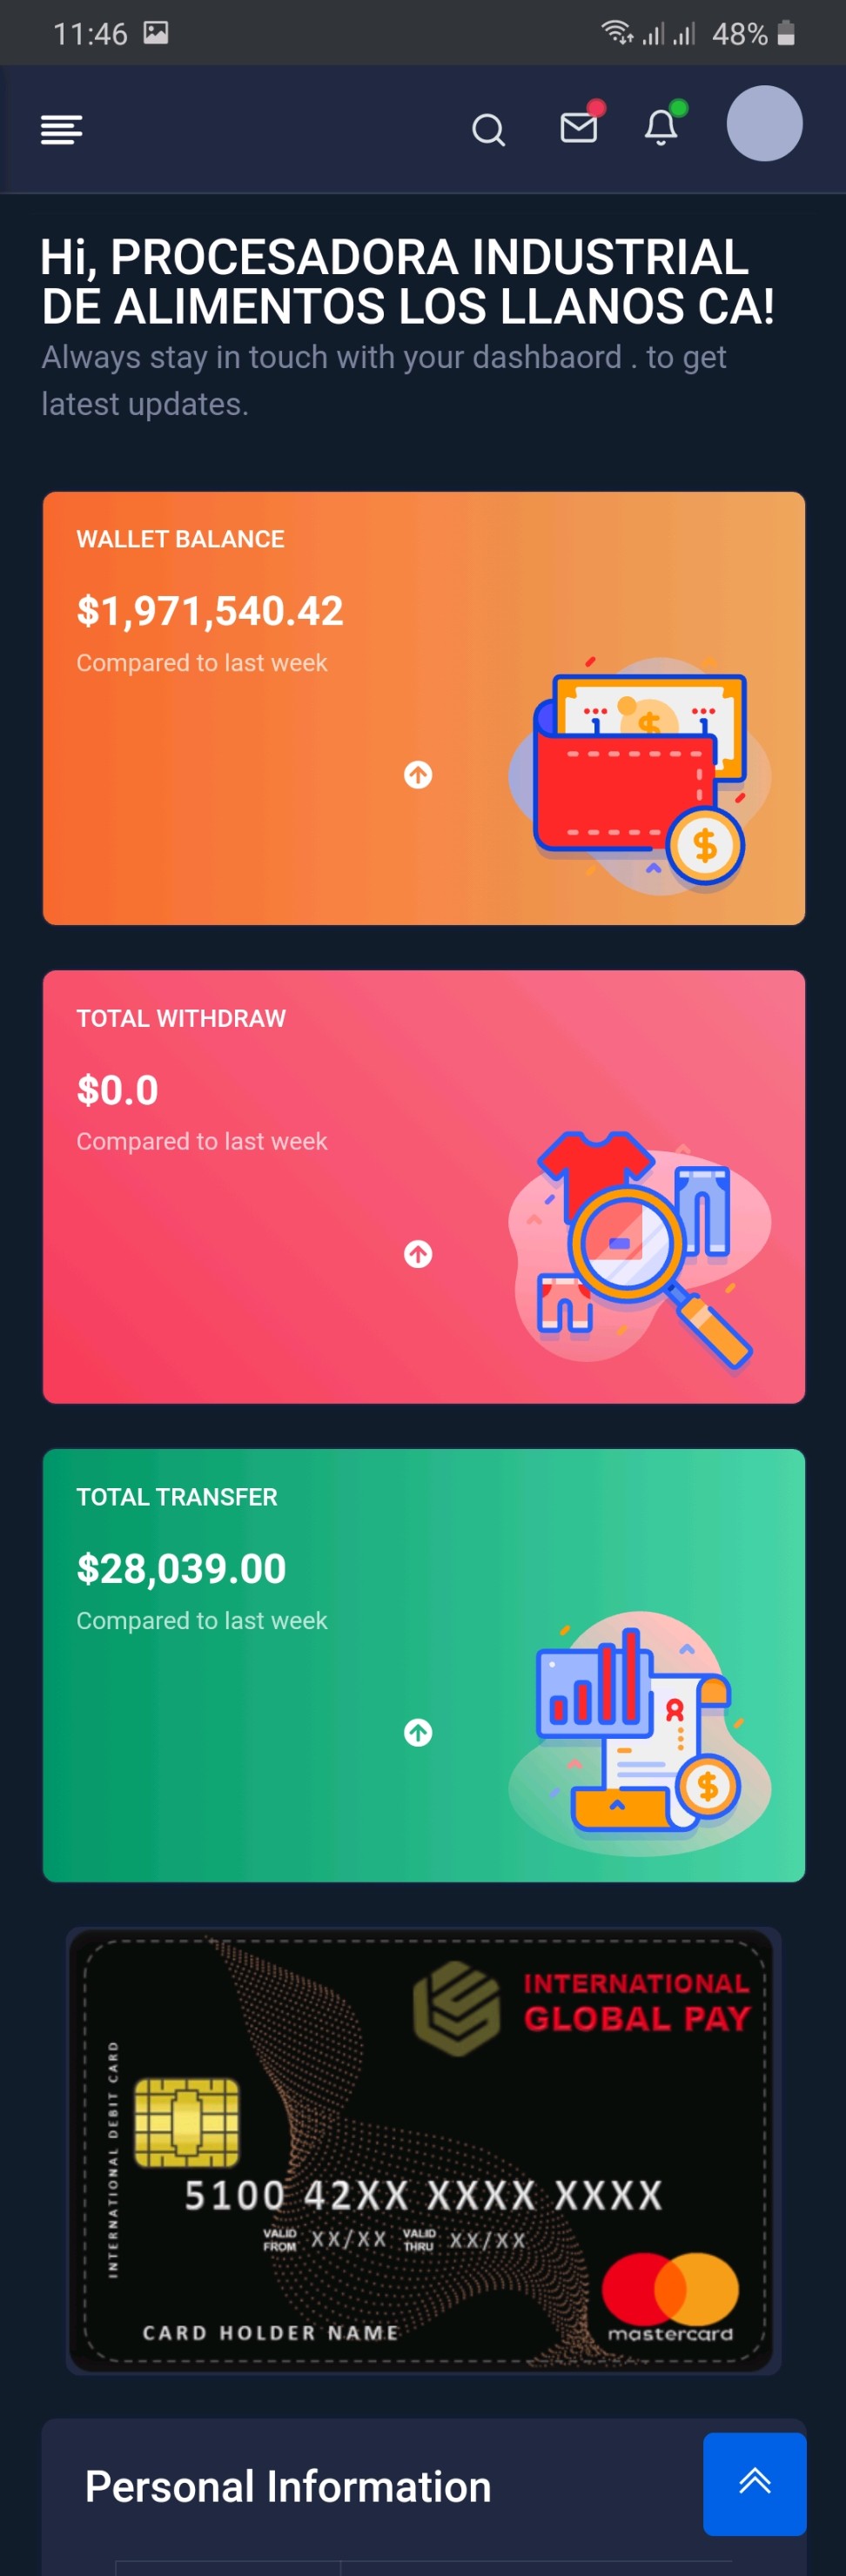 11:46
48%
Hi, PROCESADORA INDUSTRIAL
DE ALIMENTOS LOS LLANOS CA!
Always stay in touch with your dashbaord . to get
latest updates.
WALLET BALANCE
$1,971,540.42
Compared to last week
TOTAL WITHDRAW
$0.0
Compared to last week
TOTAL TRANSFER
$28,039.00
Compared to last week
INTERNATIONAL
GLOBAL PAY
INTERNATIONAL DEBIT CARD
5100 42XX XXXX XXXX
VALID FROM XX/XX VALID THRU XX/XX
CARD HOLDER NAME
mastercard
Personal Information